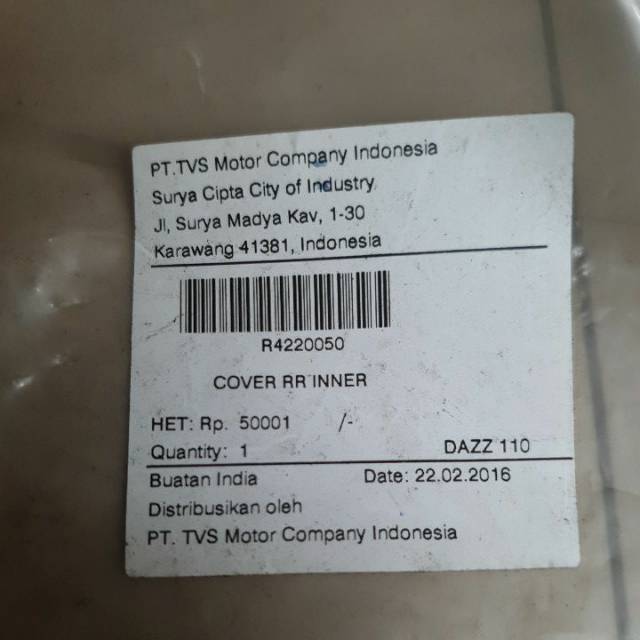 PT.TVS Motor Company Indonesia
Surya Cipta City of Industry,
Jl, Surya Madya Kav, 1-30
Karawang 41381, Indonesia
R4220050
COVER RR INNER
HET: Rp. 50001 /-
Quantity: 1 DAZZ 110
Buatan India Date: 22.02.2016
Distribusikan oleh
PT. TVS Motor Company Indonesia